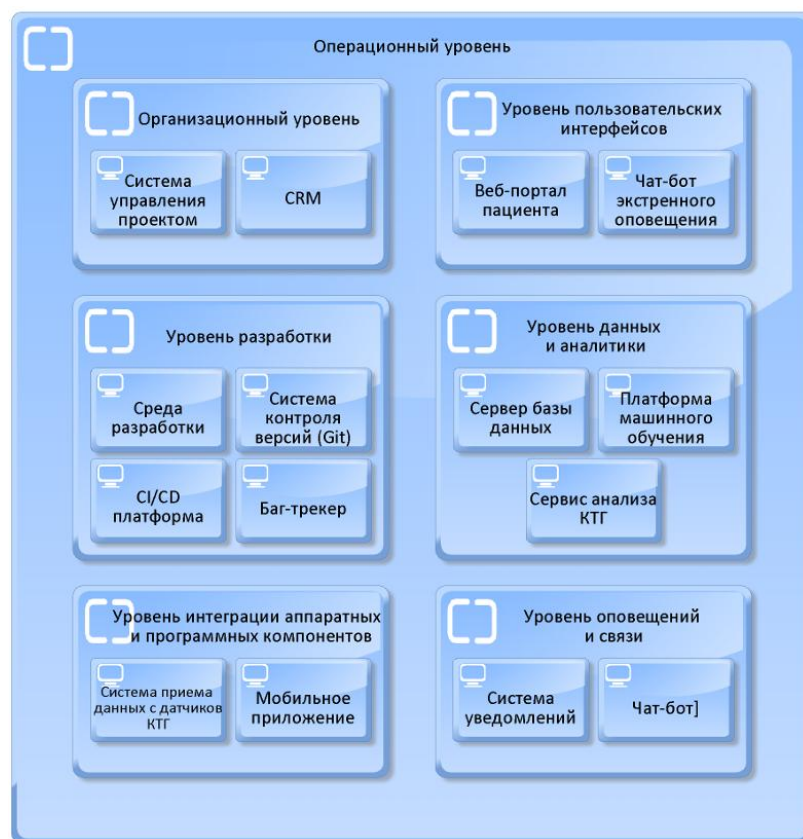 Операционный уровень
Организационный уровень
Система
управления
проектом
CRM
Уровень пользовательских
интерфейсов
Веб-портал
пациента
Чат-бот
экстренного
оповещения
Уровень разработки
Среда
разработки
Система
контроля
версий (Git)
CI/CD
платформа
Баг-трекер
Уровень данных
и аналитики
Сервер базы
данных
Платформа
машинного
обучения
Сервис анализа
КТГ
Уровень интеграции аппаратных
и программных компонентов
Система приема
данных с датчиков
КТГ
Мобильное
приложение
Уровень оповещений
и связи
Система
уведомлений
Чат-бот]